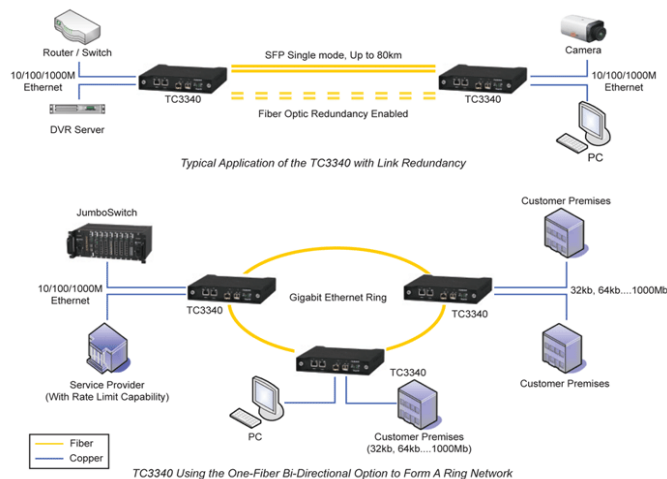 Router / Switch
SFP Single mode, Up to 80km
Camera
10/100/1000M
Ethernet
10/100/1000M
Ethernet
TC3340
TC3340
DVR Server
Fiber Optic Redundancy Enabled
PC
Typical Application of the TC3340 with Link Redundancy
JumboSwitch
Customer Premises
10/100/1000M
Ethernet
Gigabit Ethernet Ring
32kb, 64kb....1000Mb
TC3340
TC3340
Service Provider
(With Rate Limit Capability)
TC3340
Customer Premises
PC
Customer Premises
(32kb, 64kb....1000Mb)
Fiber
Copper
TC3340 Using the One-Fiber Bi-Directional Option to Form A Ring Network